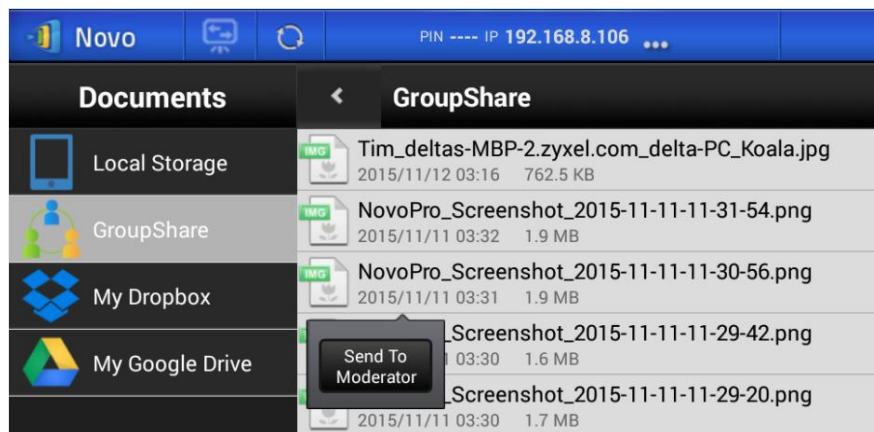 Novo
PIN ---- IP 192.168.8.106 ...
Documents
GroupShare
Local Storage
GroupShare
My Dropbox
My Google Drive
IMG
Tim_deltas-MBP-2.zyxel.com_delta-PC_Koala.jpg
2015/11/12 03:16 762.5 KB
IMG
NovoPro_Screenshot_2015-11-11-11-31-54.png
2015/11/11 03:32 1.9 MB
IMG
NovoPro_Screenshot_2015-11-11-11-30-56.png
2015/11/11 03:31 1.9 MB
_Screenshot_2015-11-11-11-29-42.png
03:30 1.6 MB
Send To
Moderator
_Screenshot_2015-11-11-11-29-20.png
2015/11/11 03:30 1.7 MB